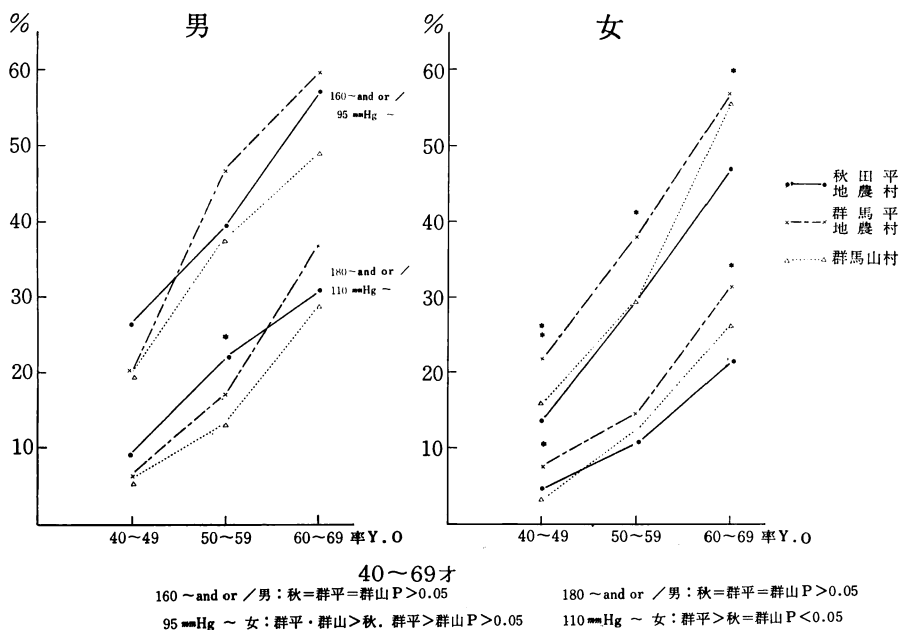 男
%
60
50
40
30
20
10
160~and or /
95 mmHg ~
180~and or /
110 mmHg ~
*
40~49
50~59
60~69
率Y.O
女
%
60
50
40
30
20
10
*
*
*
*
*
*
40~49
50~59
60~69
率Y.O
秋田平
地農村
群馬平
地農村
群馬山村
40~69才
160 ~and or /男:秋=群平=群山 P>0.05
95 mmHg ~ 女:群平・群山>秋.群平>群山 P>0.05
180 ~and or /男:秋=群平=群山 P>0.05
110 mmHg ~ 女:群平>秋=群山 P<0.05